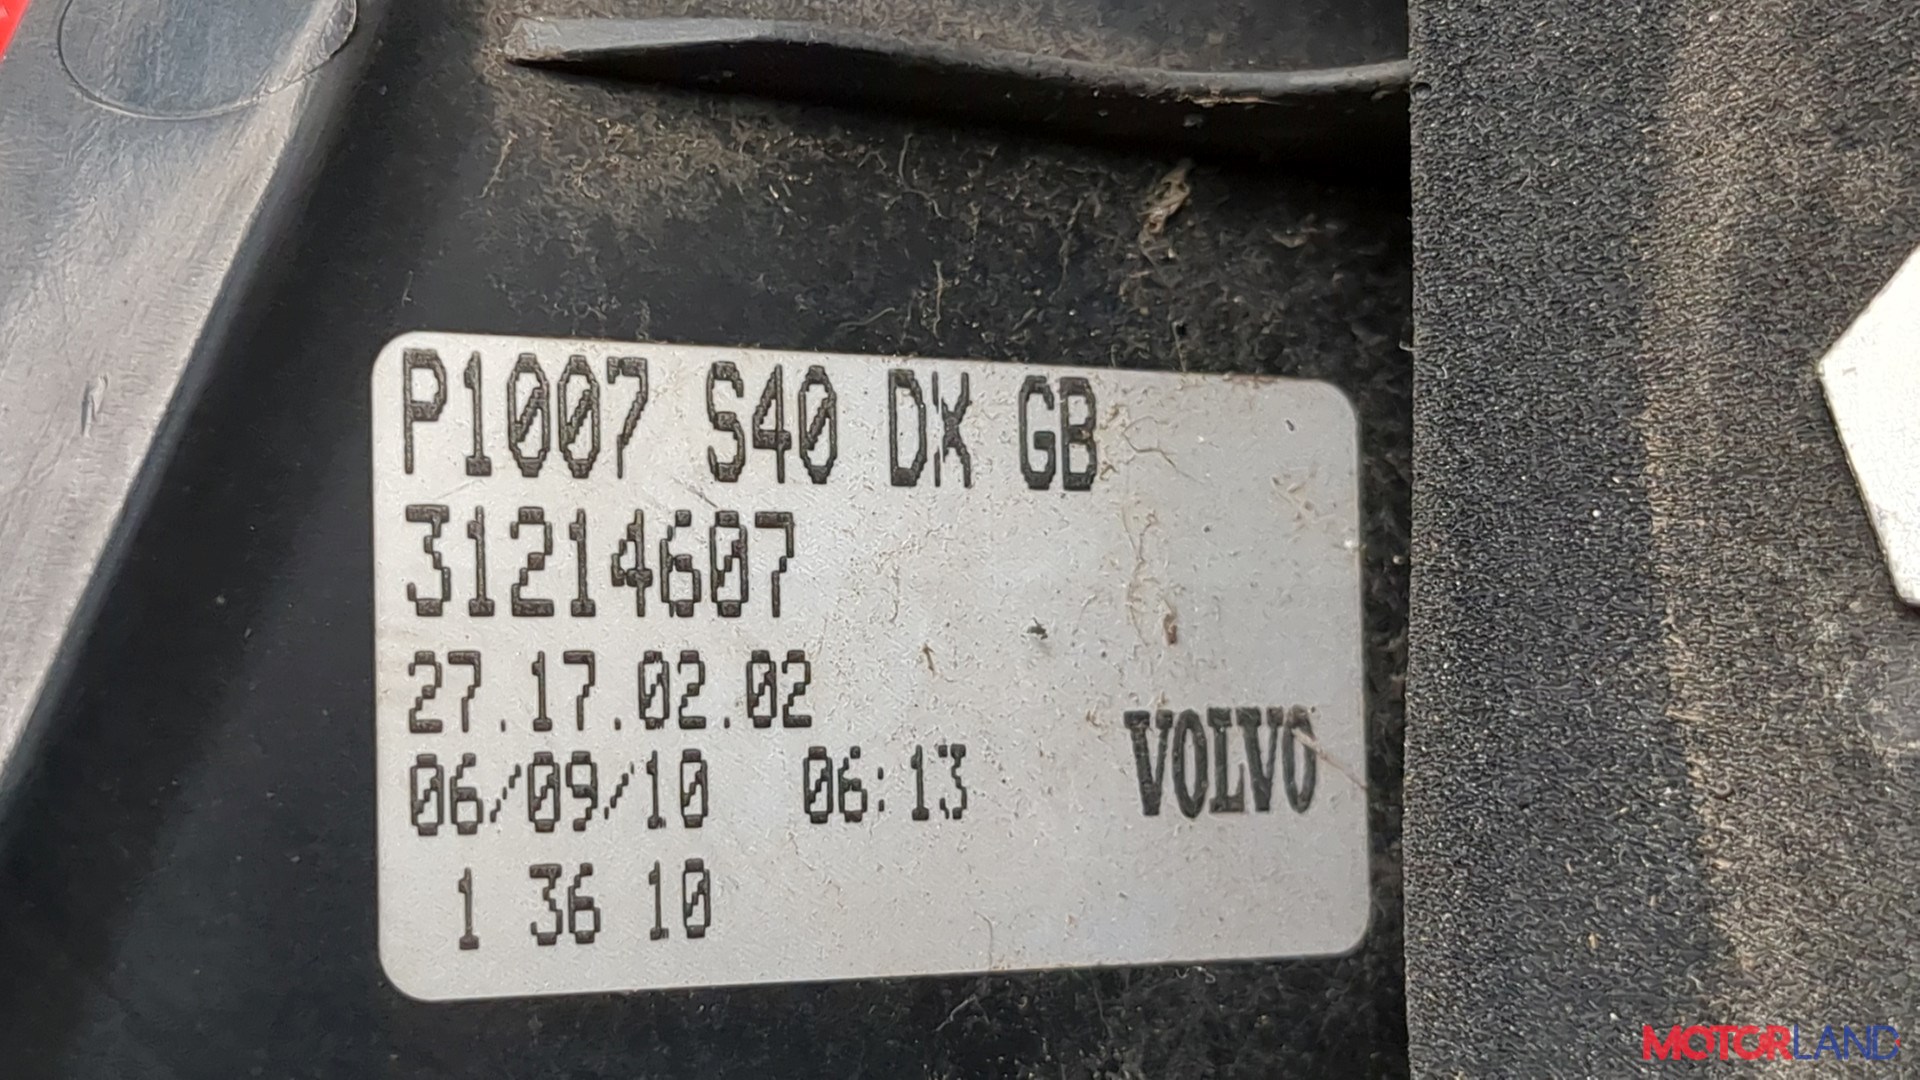 P1007 S40 DX GB
31214607
27.17.02.02
06/09/10 06:13
VOLVO
1 36 10
MOTORLAND